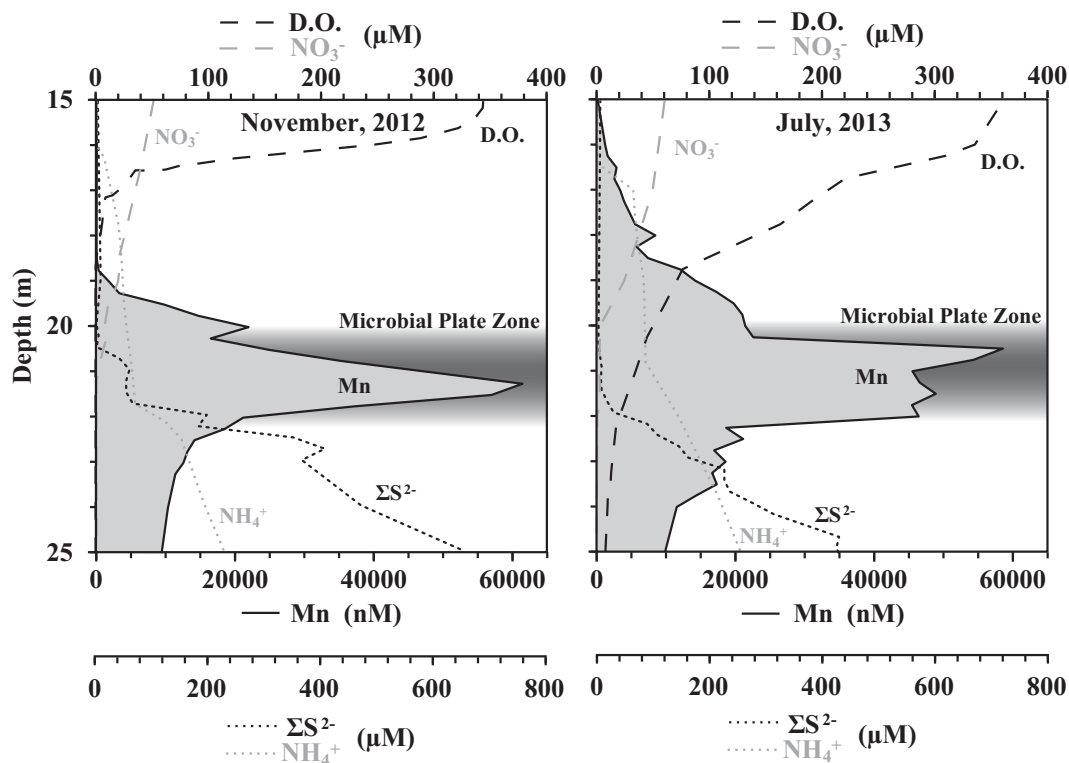 D.O. (μM)
NO₃⁻
0 100 200 300 400
15
November, 2012
NO₃⁻
D.O.
Depth (m)
20
Microbial Plate Zone
Mn
ΣS²⁻
NH₄⁺
25
0 20000 40000 60000
Mn (nM)
0 200 400 600 800
ΣS²⁻ (μM)
NH₄⁺
D.O. (μM)
NO₃⁻
0 100 200 300 400
July, 2013
NO₃⁻
D.O.
Microbial Plate Zone
Mn
ΣS²⁻
NH₄⁺
0 20000 40000 60000
Mn (nM)
0 200 400 600 800
ΣS²⁻ (μM)
NH₄⁺